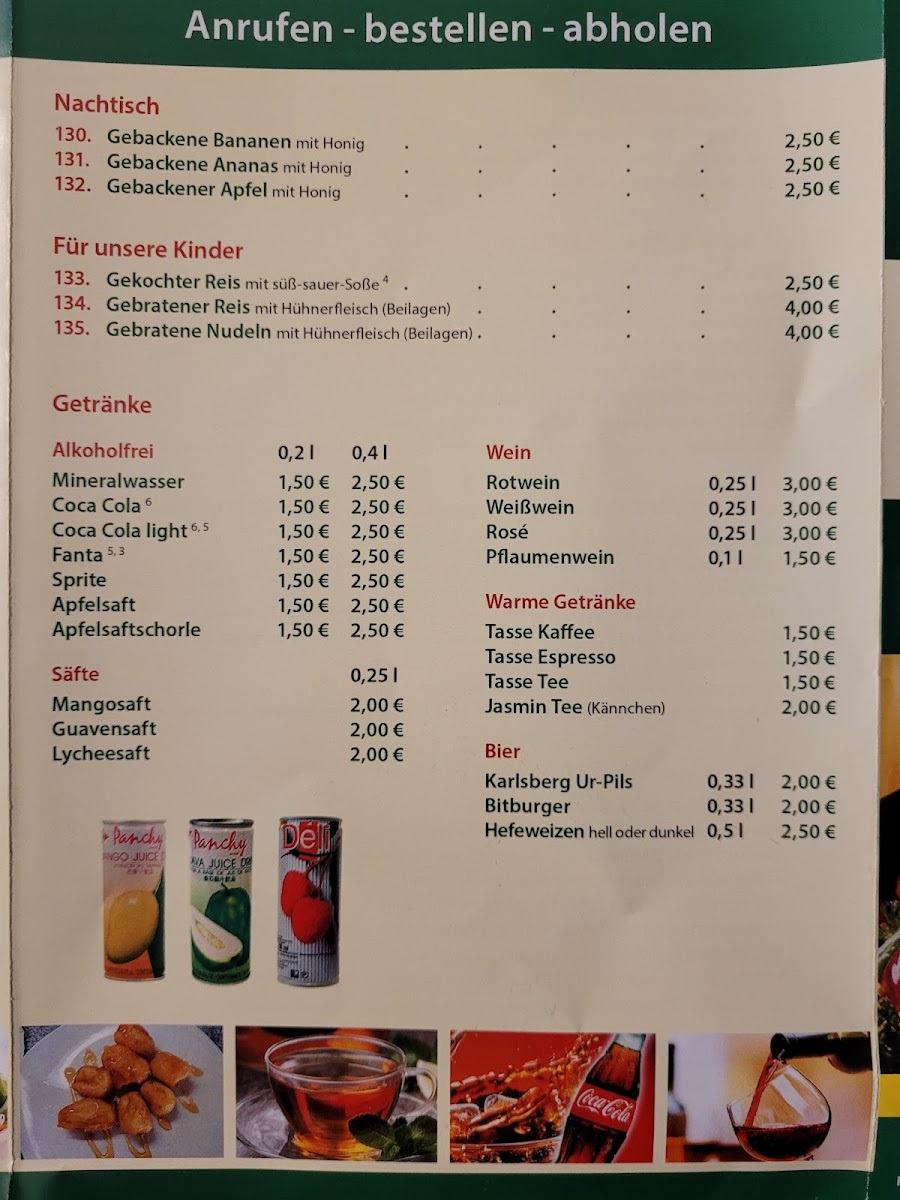 Anrufen - bestellen - abholen
Nachtisch
130. Gebackene Bananen mit Honig . . . . . 2,50 €
131. Gebackene Ananas mit Honig . . . . . 2,50 €
132. Gebackener Apfel mit Honig . . . . . 2,50 €
Für unsere Kinder
133. Gekochter Reis mit süß-sauer-Soße 4 . . . . . 2,50 €
134. Gebratener Reis mit Hühnerfleisch (Beilagen) . . . . 4,00 €
135. Gebratene Nudeln mit Hühnerfleisch (Beilagen) . . . . 4,00 €
Getränke
Alkoholfrei 0,2 l 0,4 l
Mineralwasser 1,50 € 2,50 €
Coca Cola 6 1,50 € 2,50 €
Coca Cola light 6, 5 1,50 € 2,50 €
Fanta 5, 3 1,50 € 2,50 €
Sprite 1,50 € 2,50 €
Apfelsaft 1,50 € 2,50 €
Apfelsaftschorle 1,50 € 2,50 €
Säfte 0,25 l
Mangosaft 2,00 €
Guavensaft 2,00 €
Lycheesaft 2,00 €
Wein
Rotwein 0,25 l 3,00 €
Weißwein 0,25 l 3,00 €
Rosé 0,25 l 3,00 €
Pflaumenwein 0,1 l 1,50 €
Warme Getränke
Tasse Kaffee 1,50 €
Tasse Espresso 1,50 €
Tasse Tee 1,50 €
Jasmin Tee (Kännchen) 2,00 €
Bier
Karlsberg Ur-Pils 0,33 l 2,00 €
Bitburger 0,33 l 2,00 €
Hefeweizen hell oder dunkel 0,5 l 2,50 €
Panchy
JUICE
Panchy
JUICE
Coca-Cola